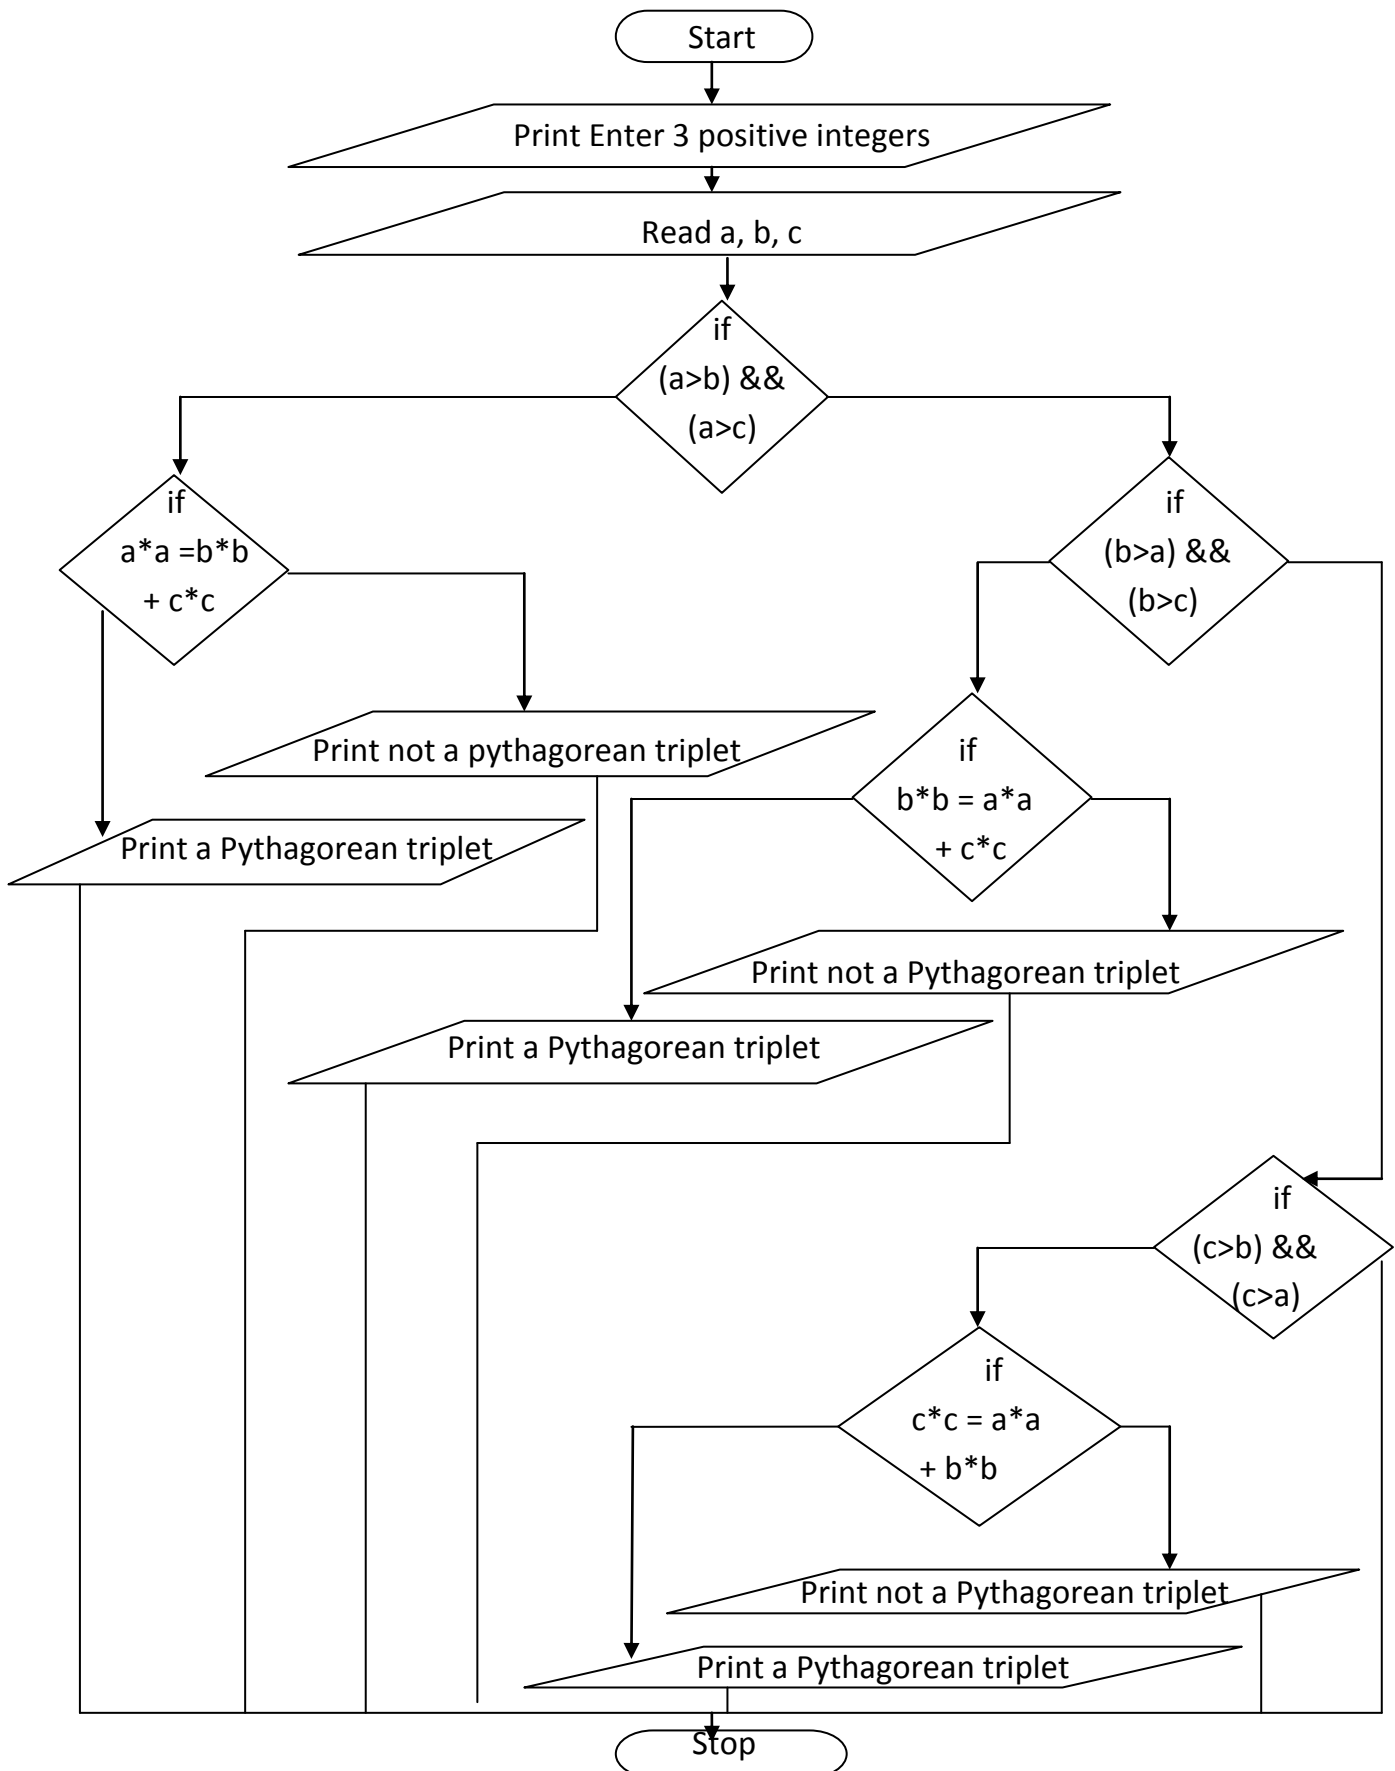 Start
Print Enter 3 positive integers
Read a, b, c
if
(a>b) &&
(a>c)
if
a*a =b*b
+ c*c
if
(b>a) &&
(b>c)
Print not a pythagorean triplet
if
b*b = a*a
+ c*c
Print a Pythagorean triplet
Print not a Pythagorean triplet
Print a Pythagorean triplet
if
(c>b) &&
(c>a)
if
c*c = a*a
+ b*b
Print not a Pythagorean triplet
Print a Pythagorean triplet
Stop